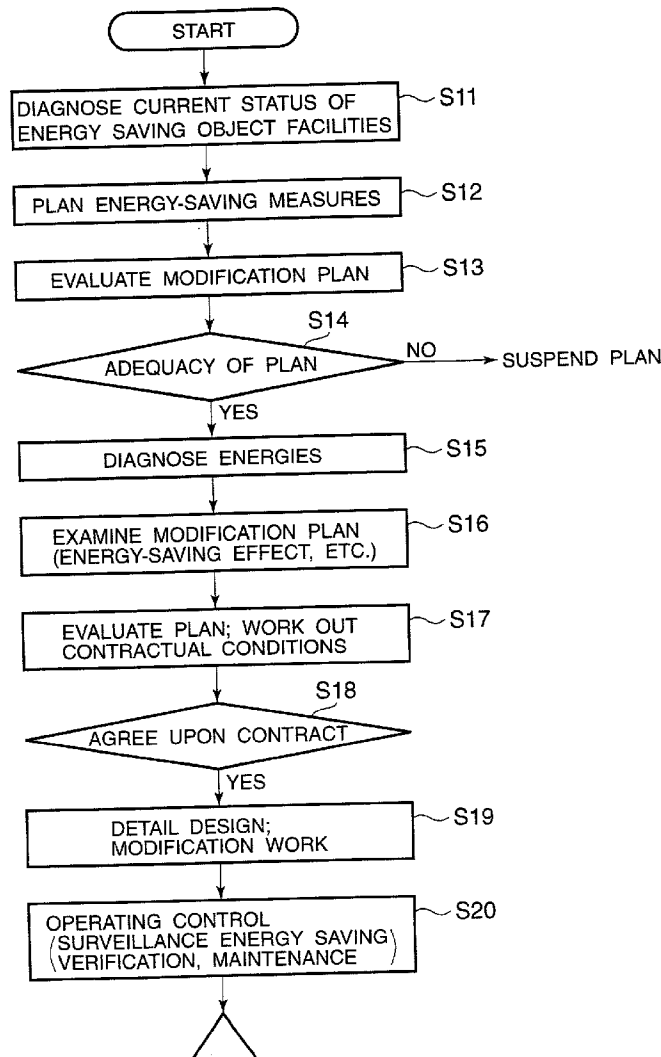 START
DIAGNOSE CURRENT STATUS OF
ENERGY SAVING OBJECT FACILITIES
S11
PLAN ENERGY-SAVING MEASURES
S12
EVALUATE MODIFICATION PLAN
S13
S14
ADEQUACY OF PLAN
NO
SUSPEND PLAN
YES
DIAGNOSE ENERGIES
S15
EXAMINE MODIFICATION PLAN
(ENERGY-SAVING EFFECT, ETC.)
S16
EVALUATE PLAN; WORK OUT
CONTRACTUAL CONDITIONS
S17
S18
AGREE UPON CONTRACT
YES
DETAIL DESIGN;
MODIFICATION WORK
S19
OPERATING CONTROL
(SURVEILLANCE ENERGY SAVING
VERIFICATION, MAINTENANCE)
S20